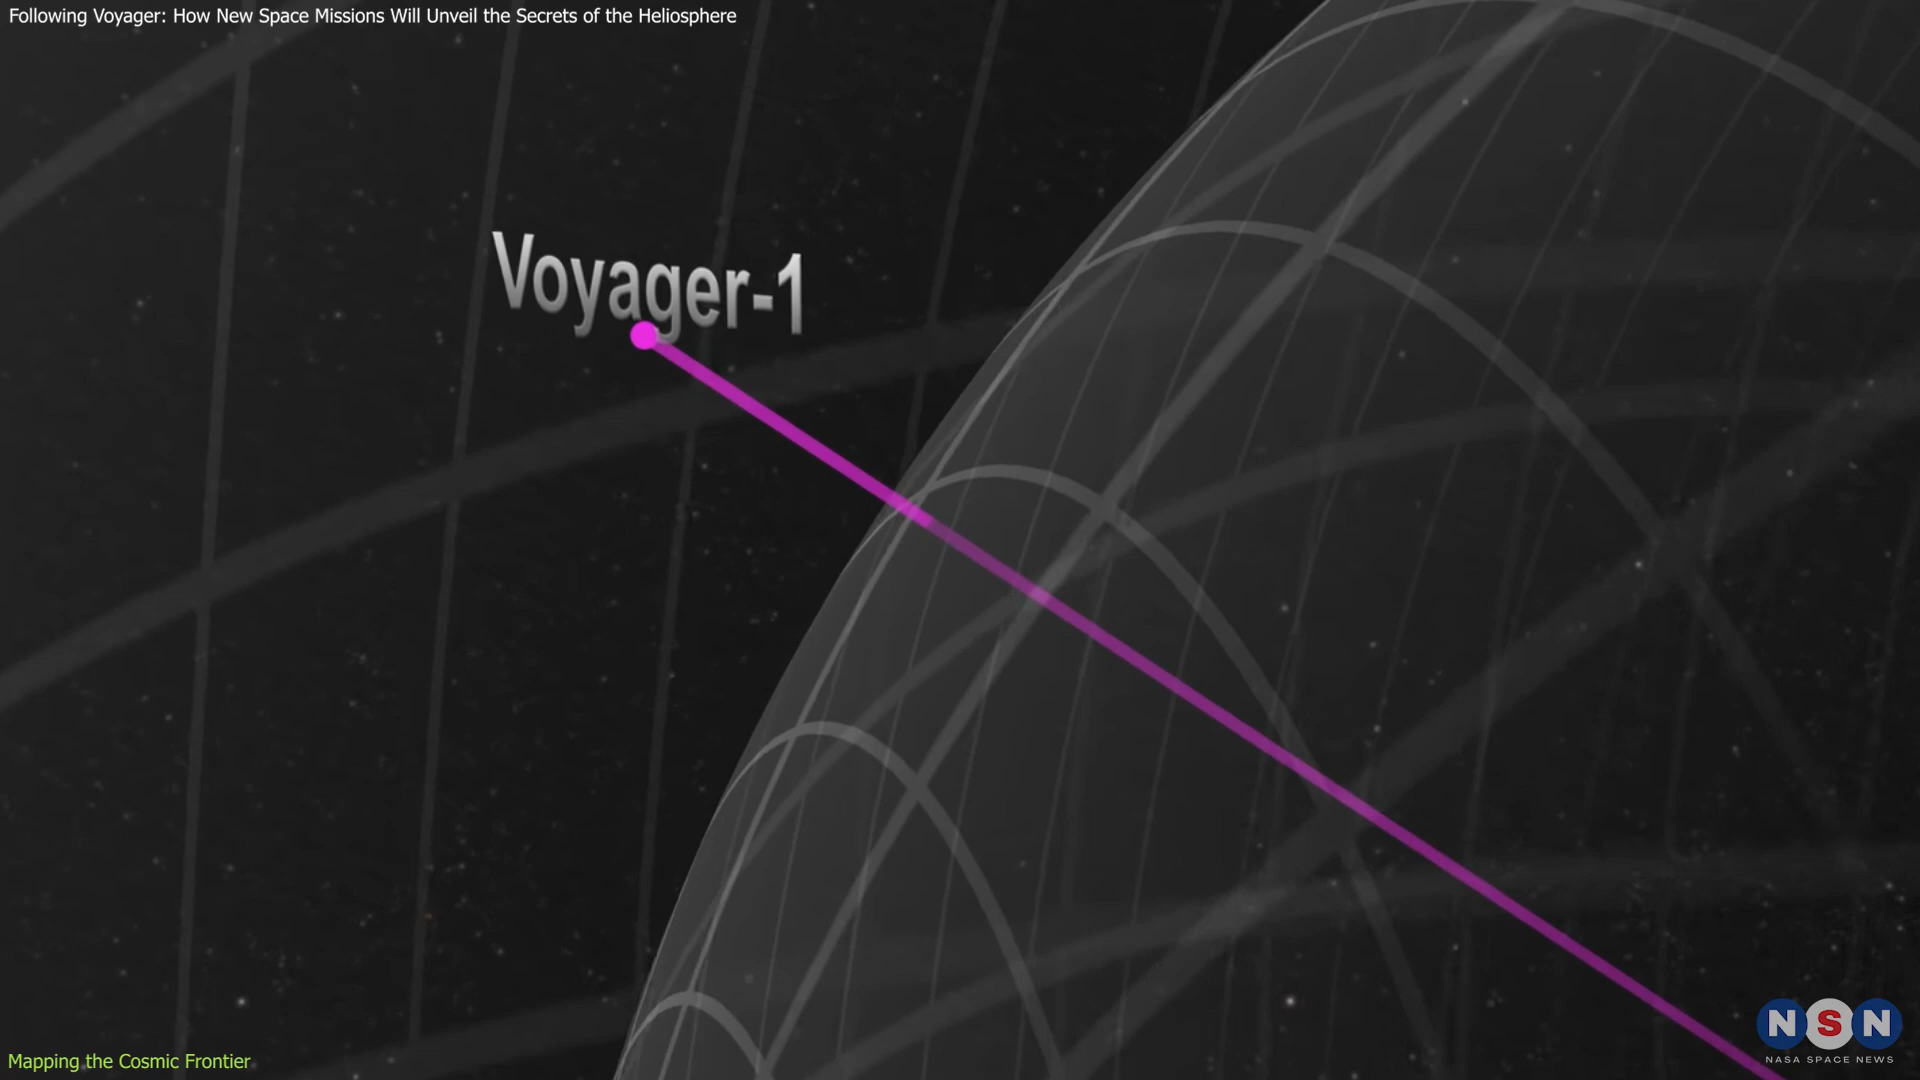 Following Voyager: How New Space Missions Will Unveil the Secrets of the Heliosphere
Voyager-1
Mapping the Cosmic Frontier
NSN
NASA SPACE NEWS